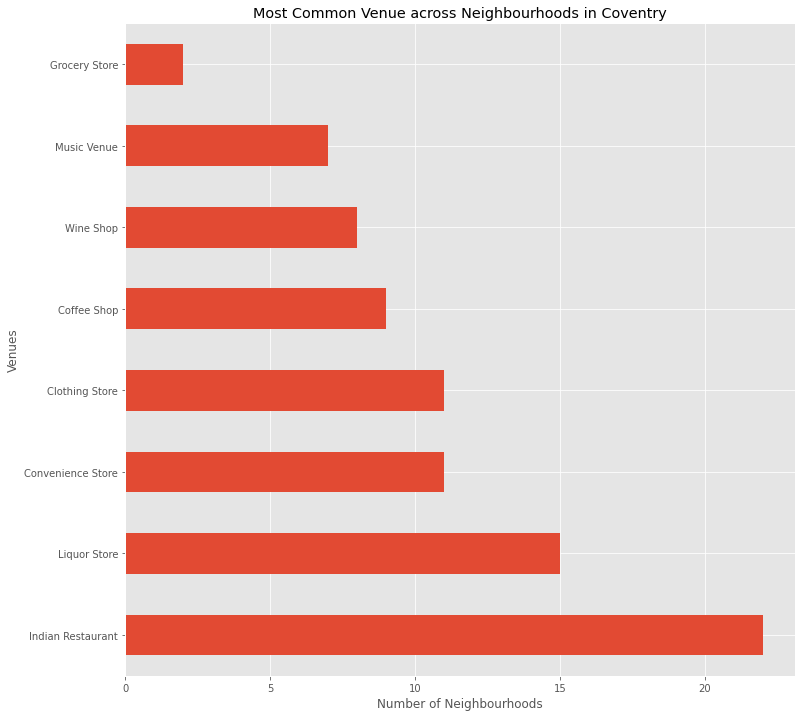 Most Common Venue across Neighbourhoods in Coventry
Grocery Store
Music Venue
Wine Shop
Coffee Shop
Clothing Store
Convenience Store
Liquor Store
Indian Restaurant
Venues
0 5 10 15 20
Number of Neighbourhoods